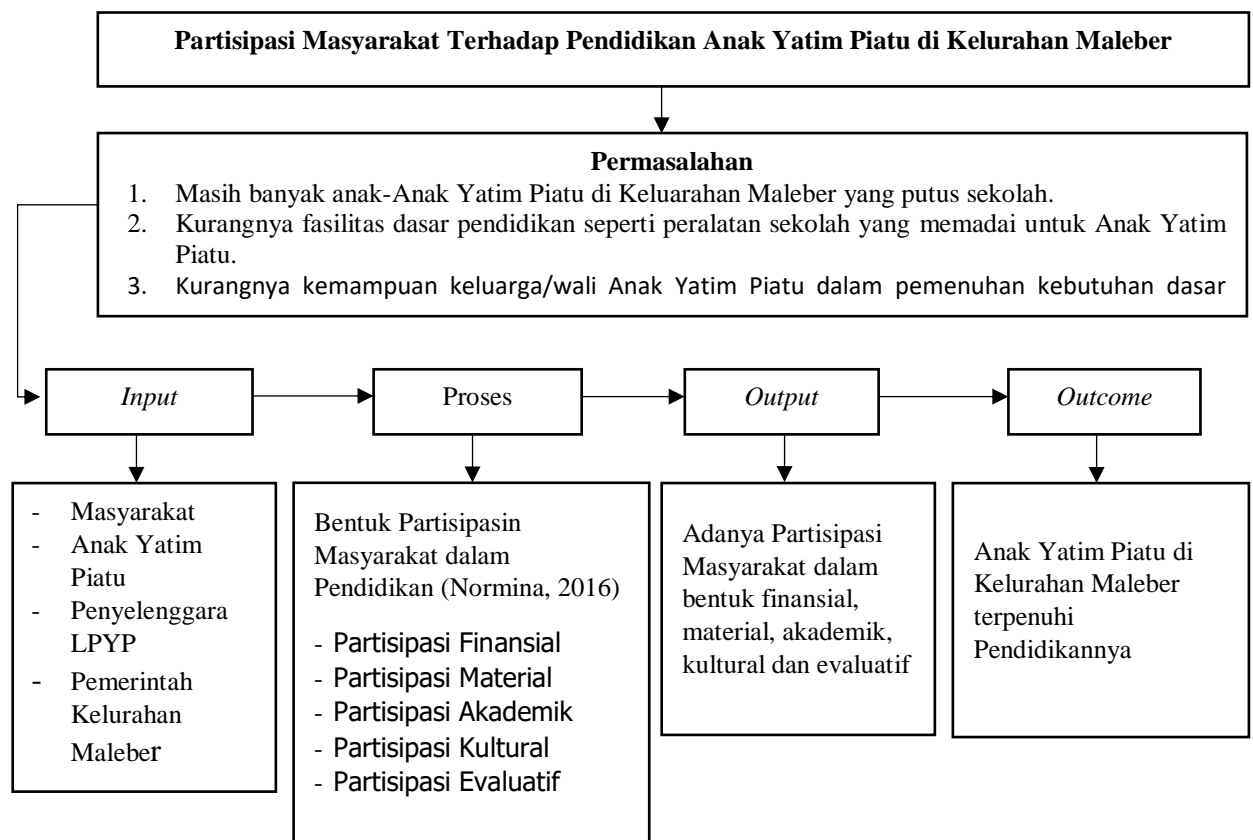 Partisipasi Masyarakat Terhadap Pendidikan Anak Yatim Piatu di Kelurahan Maleber
Permasalahan
1. Masih banyak anak-Anak Yatim Piatu di Keluarahan Maleber yang putus sekolah.
2. Kurangnya fasilitas dasar pendidikan seperti peralatan sekolah yang memadai untuk Anak Yatim
Piatu.
3. Kurangnya kemampuan keluarga/wali Anak Yatim Piatu dalam pemenuhan kebutuhan dasar
Input
Proses
Output
Outcome
- Masyarakat
- Anak Yatim
Piatu
- Penyelenggara
LPYP
- Pemerintah
Kelurahan
Maleber
Bentuk Partisipasin
Masyarakat dalam
Pendidikan (Normina, 2016)
- Partisipasi Finansial
- Partisipasi Material
- Partisipasi Akademik
- Partisipasi Kultural
- Partisipasi Evaluatif
Adanya Partisipasi
Masyarakat dalam
bentuk finansial,
material, akademik,
kultural dan evaluatif
Anak Yatim Piatu di
Kelurahan Maleber
terpenuhi
Pendidikannya